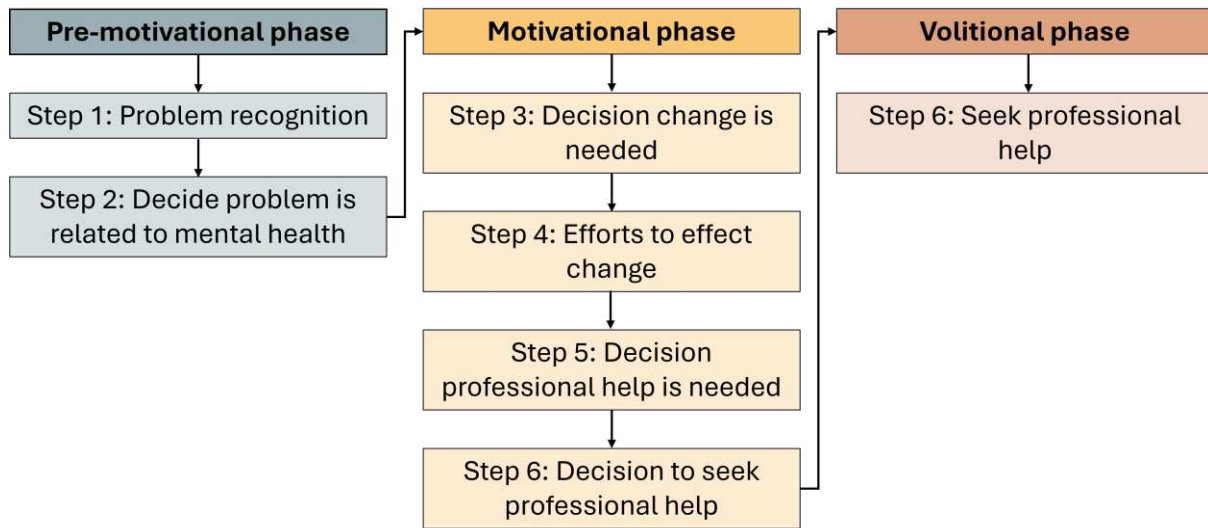 Pre-motivational phase
Step 1: Problem recognition
Step 2: Decide problem is
related to mental health
Motivational phase
Step 3: Decision change is
needed
Step 4: Efforts to effect
change
Step 5: Decision
professional help is needed
Step 6: Decision to seek
professional help
Volitional phase
Step 6: Seek professional
help